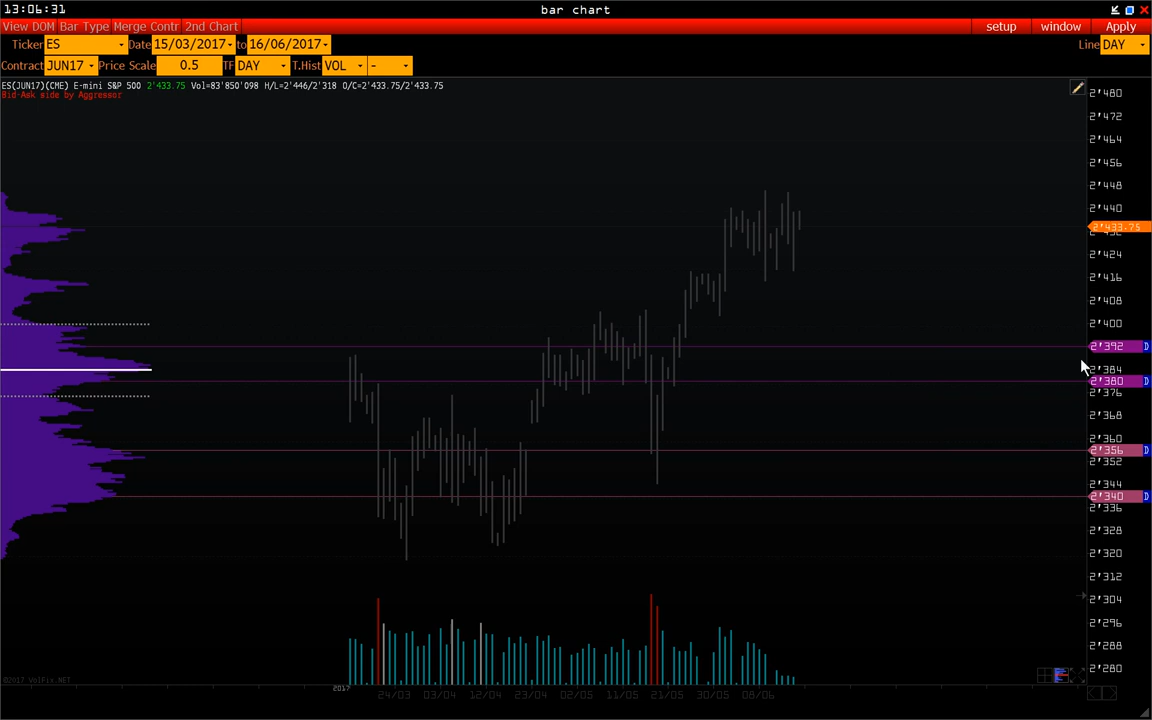 13:06:31 bar chart
View DOM Bar Type Merge Contr 2nd Chart setup window Apply
Ticker ES Date 15/03/2017 to 16/06/2017 Line DAY
Contract JUN17 Price Scale 0.5 TF DAY T.Hist VOL -
ES(JUN17)(CME) E-mini S&P 500 2'433.75 Vol=83'850'098 H/L=2'446/2'318 O/C=2'433.75/2'433.75
Bid-Ask side by Aggressor
2'480
2'472
2'464
2'456
2'448
2'440
2'433.75
2'432
2'424
2'416
2'408
2'400
2'392 D
2'384
2'380 D
2'376
2'368
2'360
2'356 D
2'352
2'344
2'340 D
2'336
2'328
2'320
2'312
2'304
2'296
2'288
2'280
©2017 VolFix.NET
2017
24/03 03/04 12/04 23/04 02/05 11/05 21/05 30/05 08/06